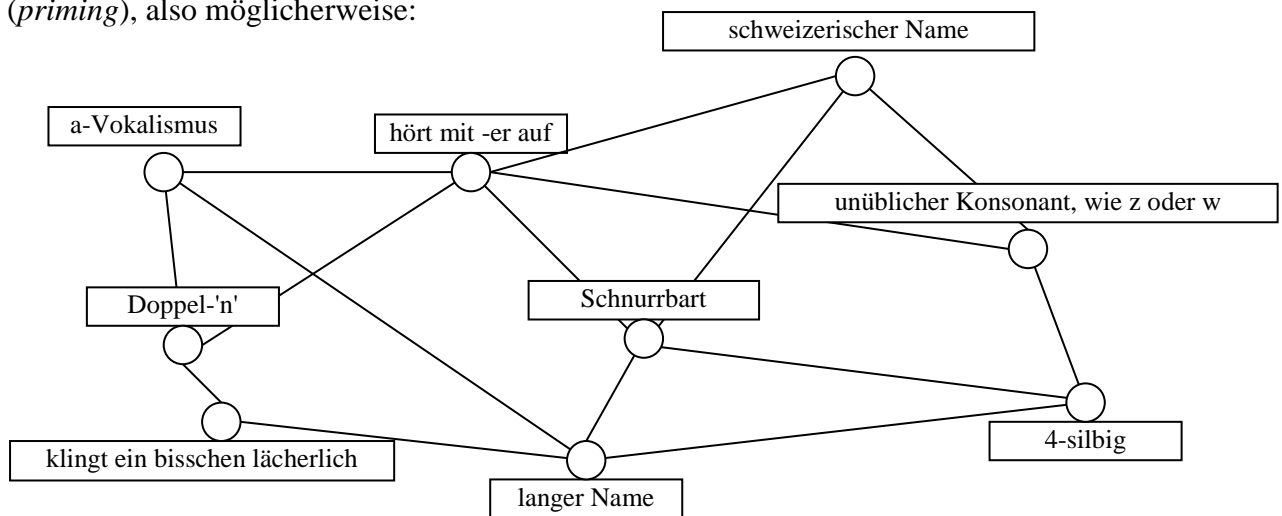 (priming), also möglicherweise:
schweizerischer Name
a-Vokalismus
hört mit -er auf
unüblicher Konsonant, wie z oder w
Doppel-'n'
Schnurrbart
4-silbig
klingt ein bisschen lächerlich
langer Name